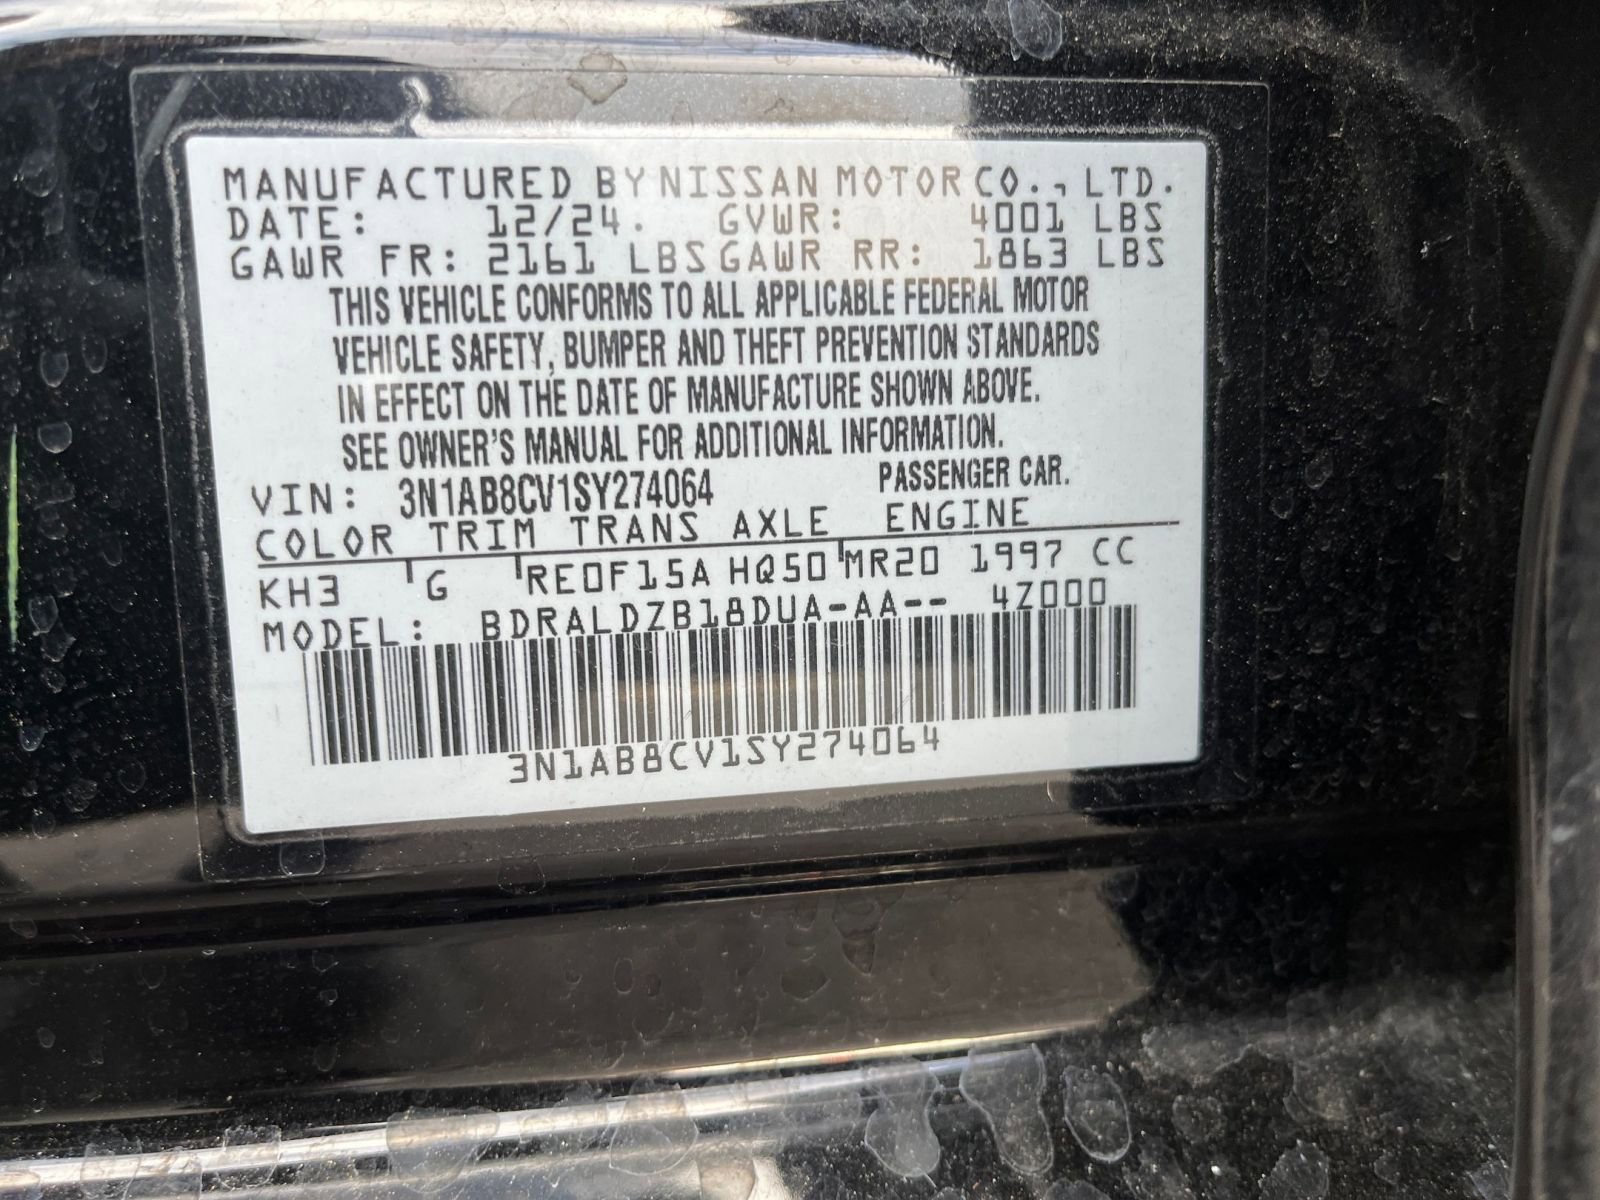 MANUFACTURED BY NISSAN MOTOR CO., LTD.
DATE: 12/24. GVWR: 4001 LBS
GAWR FR: 2161 LBS GAWR RR: 1863 LBS
THIS VEHICLE CONFORMS TO ALL APPLICABLE FEDERAL MOTOR
VEHICLE SAFETY, BUMPER AND THEFT PREVENTION STANDARDS
IN EFFECT ON THE DATE OF MANUFACTURE SHOWN ABOVE.
SEE OWNER'S MANUAL FOR ADDITIONAL INFORMATION.
VIN: 3N1AB8CV1SY274064 PASSENGER CAR.
COLOR TRIM TRANS AXLE ENGINE
KH3 G RE0F15A HQ50 MR20 1997 CC
MODEL: BDRALDZB18DUA-AA-- 4Z000
3N1AB8CV1SY274064